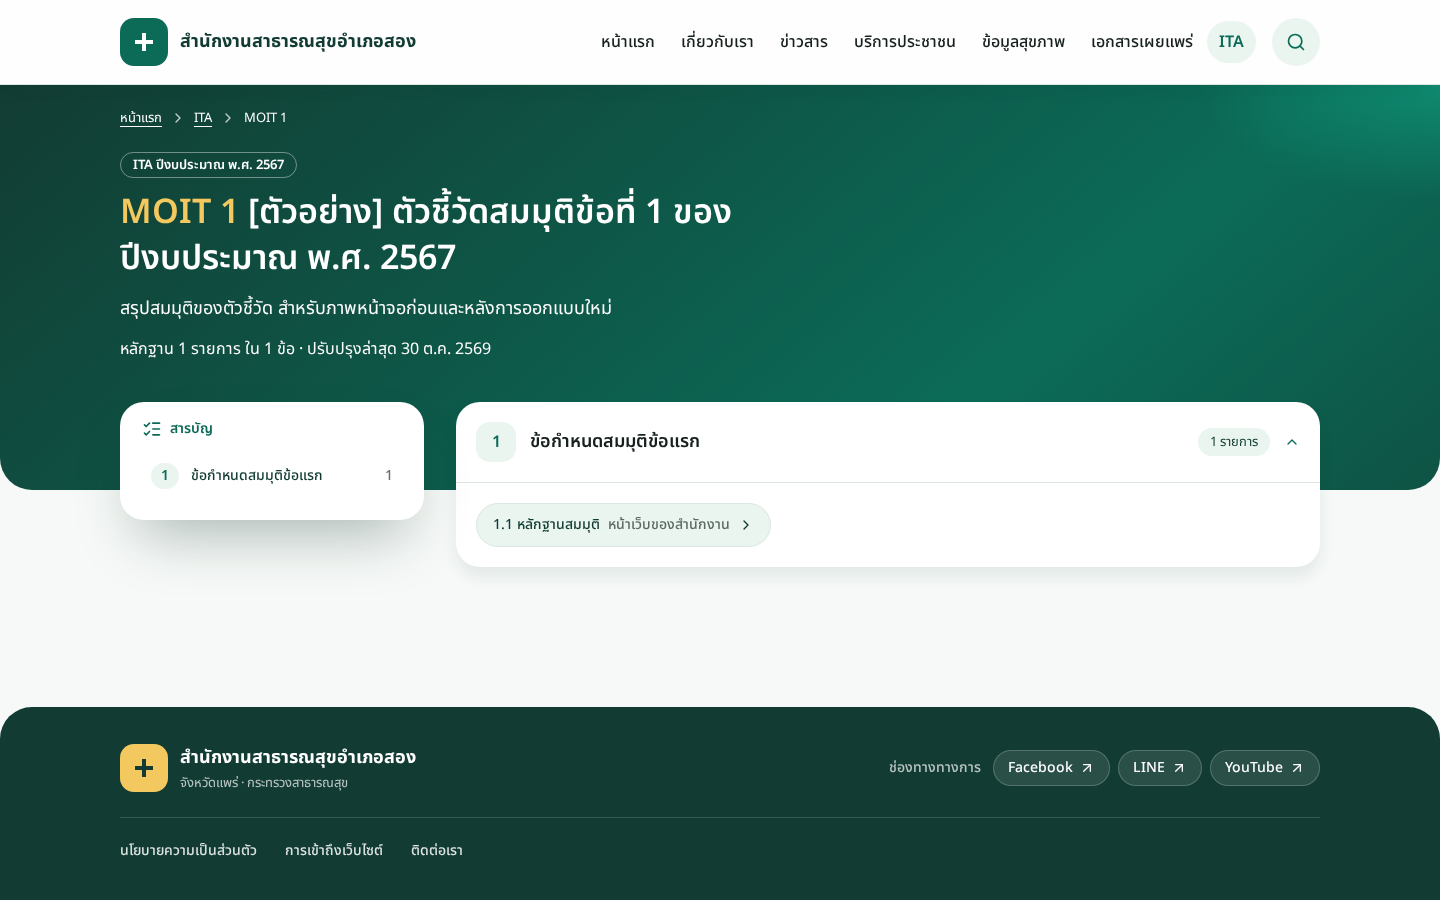 สำนักงานสาธารณสุขอำเภอสอง
หน้าแรก เกี่ยวกับเรา ข่าวสาร บริการประชาชน ข้อมูลสุขภาพ เอกสารเผยแพร่ ITA
หน้าแรก ITA MOIT 1
ITA ปีงบประมาณ พ.ศ. 2567
MOIT 1 [ตัวอย่าง] ตัวชี้วัดสมมุติข้อที่ 1 ของ
ปีงบประมาณ พ.ศ. 2567
สรุปสมมุติของตัวชี้วัด สำหรับภาพหน้าจอก่อนและหลังการออกแบบใหม่
หลักฐาน 1 รายการ ใน 1 ข้อ · ปรับปรุงล่าสุด 30 ต.ค. 2569
สารบัญ
1 ข้อกำหนดสมมุติข้อแรก 1
1 ข้อกำหนดสมมุติข้อแรก 1 รายการ
1.1 หลักฐานสมมุติ หน้าเว็บของสำนักงาน
สำนักงานสาธารณสุขอำเภอสอง
จังหวัดแพร่ · กระทรวงสาธารณสุข
ช่องทางทางการ Facebook LINE YouTube
นโยบายความเป็นส่วนตัว การเข้าถึงเว็บไซต์ ติดต่อเรา